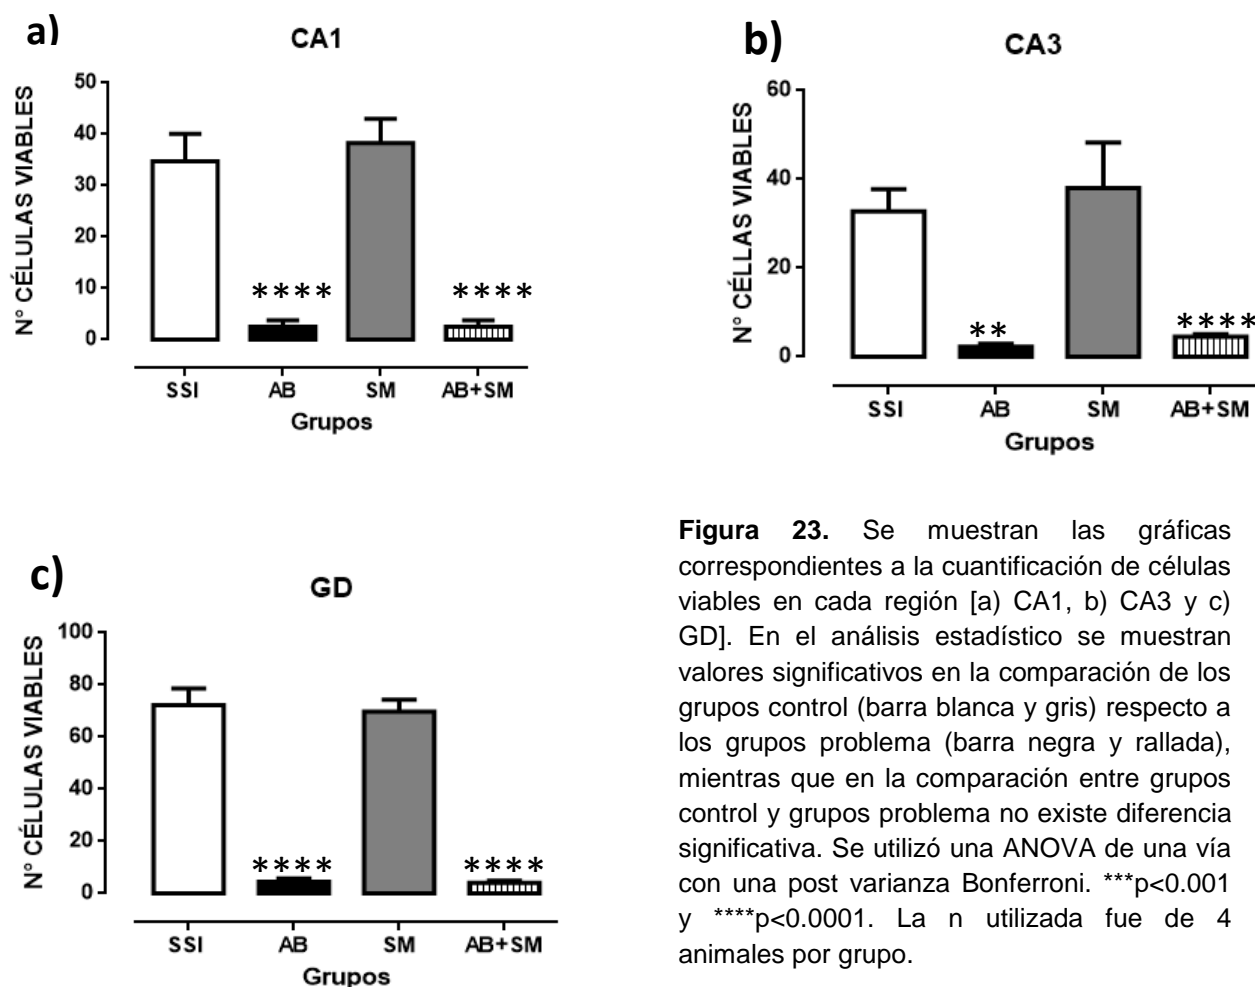 a)
CA1
N° CÉLULAS VIABLES
50
40
30
20
10
0
****
****
SSI AB SM AB+SM
Grupos
b)
CA3
N° CÉLLAS VIABLES
60
40
20
0
**
****
SSI AB SM AB+SM
Grupos
c)
GD
N° CÉLULAS VIABLES
100
80
60
40
20
0
****
****
SSI AB SM AB+SM
Grupos
Figura 23. Se muestran las gráficas
correspondientes a la cuantificación de células
viables en cada región [a) CA1, b) CA3 y c)
GD]. En el análisis estadístico se muestran
valores significativos en la comparación de los
grupos control (barra blanca y gris) respecto a
los grupos problema (barra negra y rallada),
mientras que en la comparación entre grupos
control y grupos problema no existe diferencia
significativa. Se utilizó una ANOVA de una vía
con una post varianza Bonferroni. ***p<0.001
y ****p<0.0001. La n utilizada fue de 4
animales por grupo.